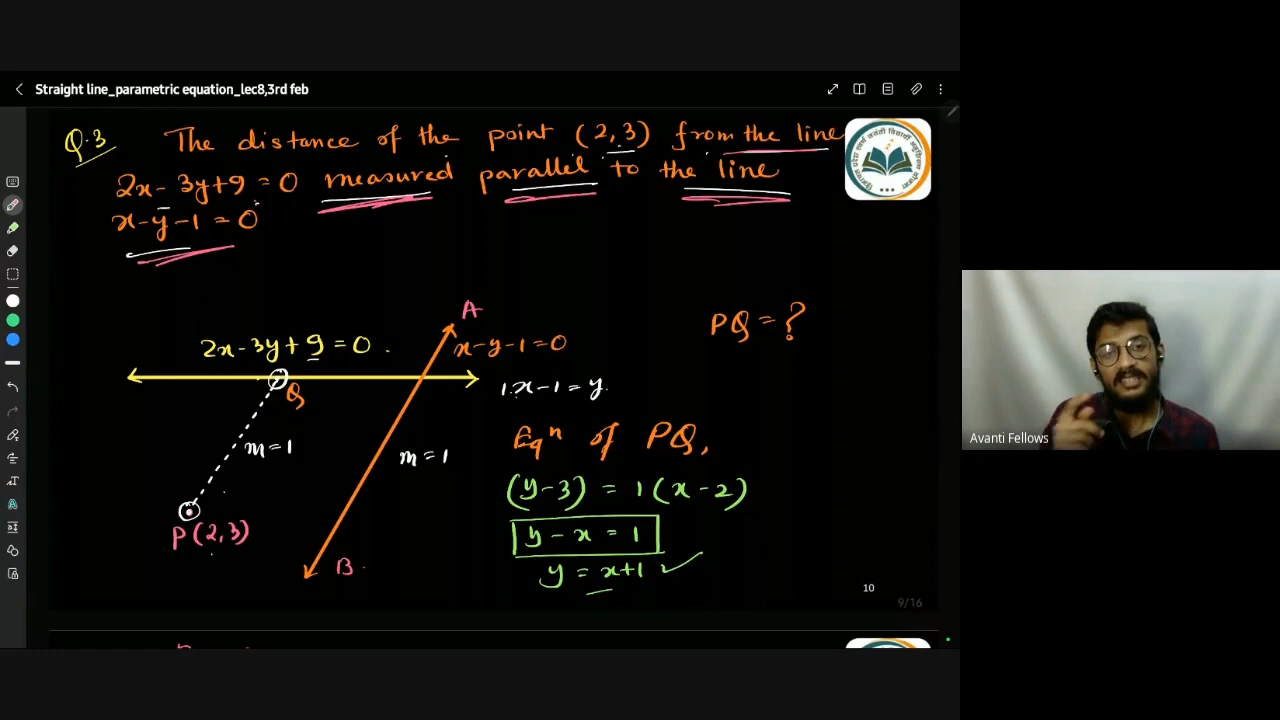 Straight line_parametric equation_lec8,3rd feb
Q.3 The distance of the point (2,3) from the line
2x - 3y + 9 = 0 measured parallel to the line
x - y - 1 = 0
A
PQ = ?
2x - 3y + 9 = 0
x - y - 1 = 0
1.x - 1 = y
Q
Eqⁿ of PQ,
m = 1
m = 1
(y - 3) = 1 (x - 2)
P(2,3)
y - x = 1
B
y = x + 1 ✓
10
9/16
Avanti Fellows